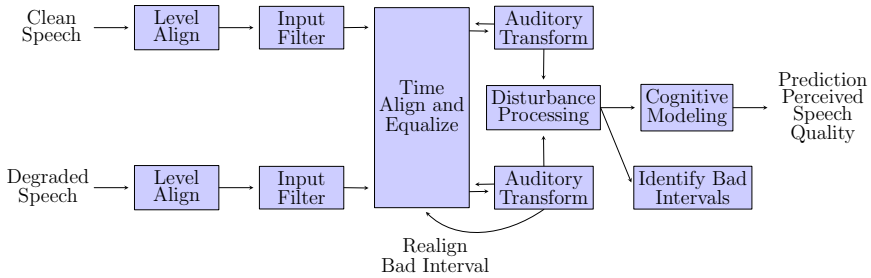 Clean
Speech
Level
Align
Input
Filter
Time
Align and
Equalize
Auditory
Transform
Disturbance
Processing
Cognitive
Modeling
Prediction
Perceived
Speech
Quality
Degraded
Speech
Level
Align
Input
Filter
Auditory
Transform
Identify Bad
Intervals
Realign
Bad Interval